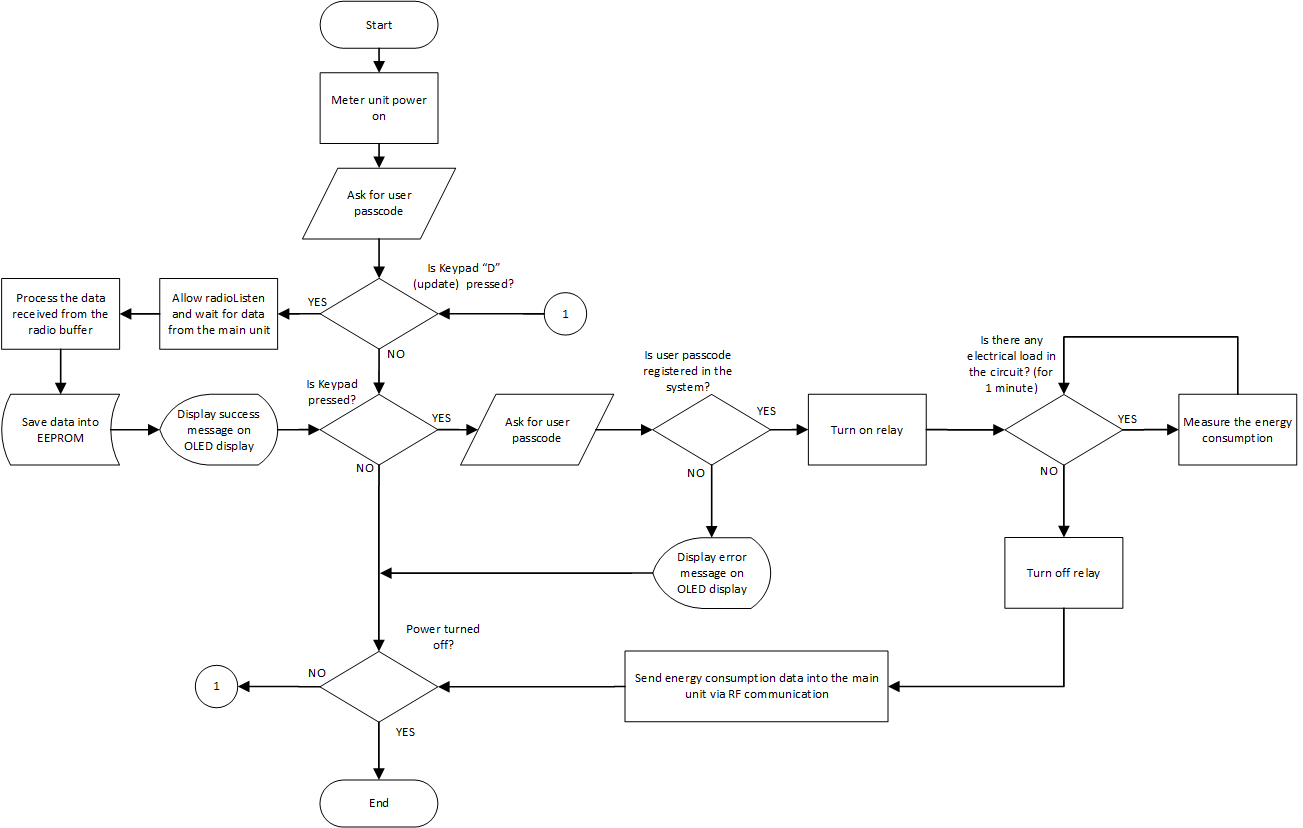 Start
Meter unit power
on
Ask for user
passcode
Is Keypad “D”
(update)  pressed?
YES
NO
1
Allow radioListen
and wait for data
from the main unit
Process the data
received from the
radio buffer
Save data into
EEPROM
Display success
message on
OLED display
Is Keypad
pressed?
YES
NO
Ask for user
passcode
Is user passcode
registered in the
system?
YES
NO
Turn on relay
Is there any
electrical load in
the circuit? (for
1 minute)
YES
NO
Measure the energy
consumption
Display error
message on
OLED display
Turn off relay
Send energy consumption data into the main
unit via RF communication
Power turned
off?
NO
1
YES
End